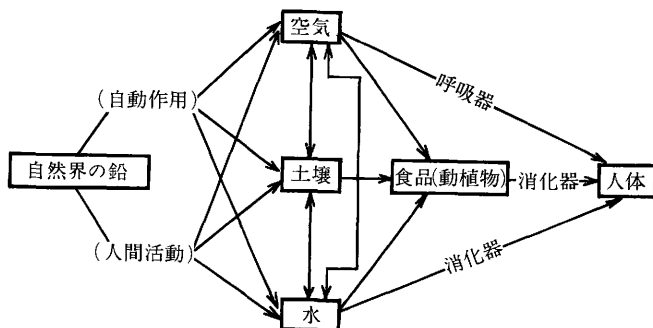 空気
(自動作用)
呼吸器
自然界の鉛
土壌
食品(動植物)
消化器
人体
(人間活動)
消化器
水